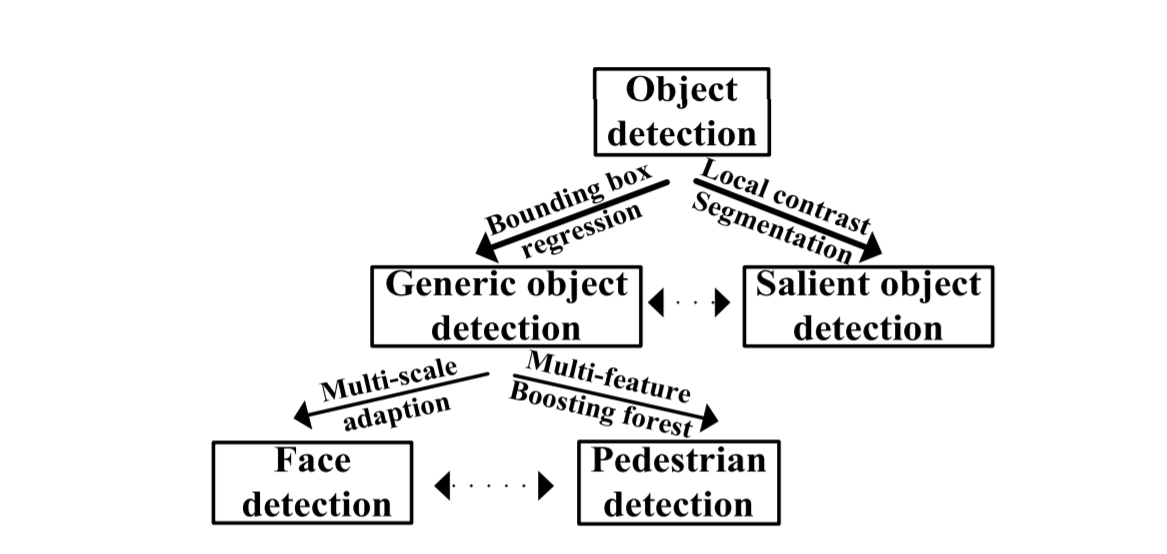 Object
detection
Bounding box
regression
Local contrast
Segmentation
Generic object
detection
Salient object
detection
Multi-scale
adaption
Multi-feature
Boosting forest
Face
detection
Pedestrian
detection